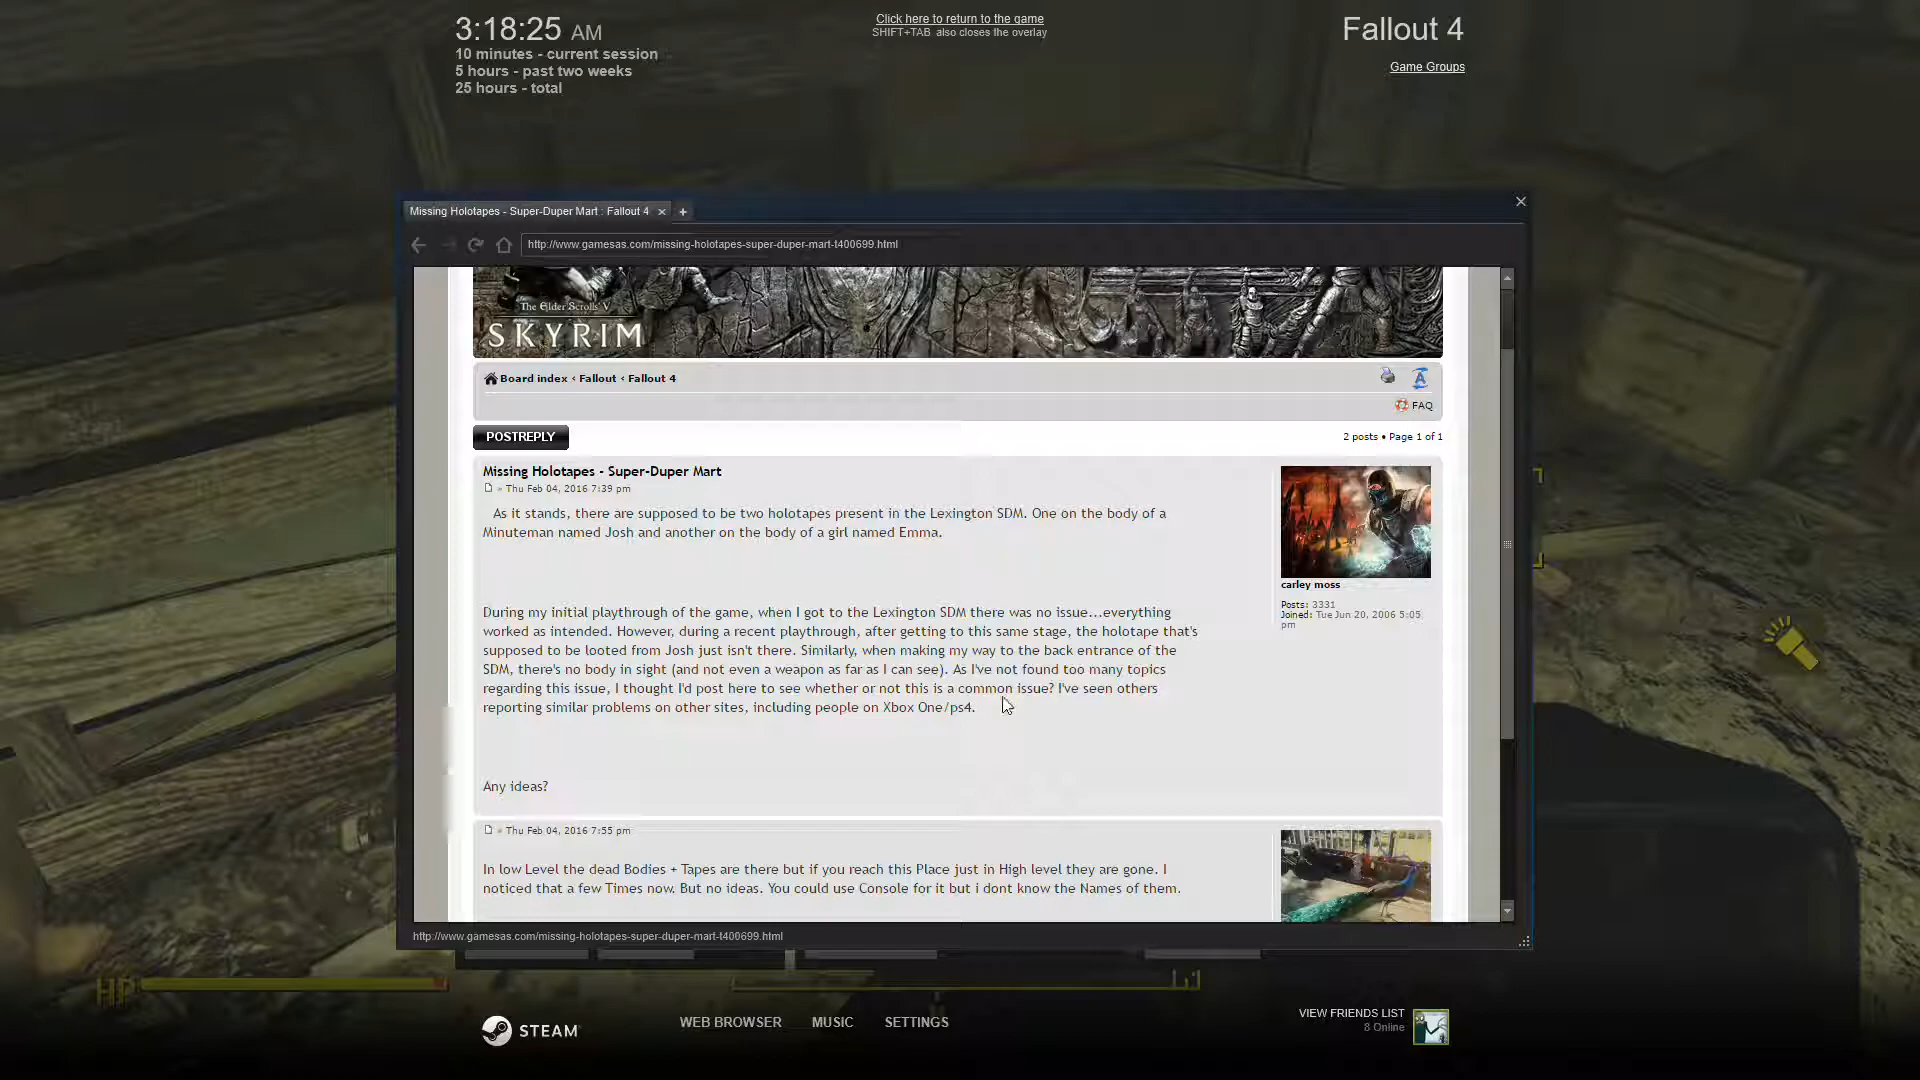 3:18:25 AM
10 minutes - current session
5 hours - past two weeks
25 hours - total
Click here to return to the game
SHIFT+TAB also closes the overlay
Fallout 4
Game Groups
Missing Holotapes - Super-Duper Mart : Fallout 4
http://www.gamesas.com/missing-holotapes-super-duper-mart-t400699.html
The Elder Scrolls V
SKYRIM
Board index ‹ Fallout ‹ Fallout 4
FAQ
POSTREPLY
2 posts • Page 1 of 1
Missing Holotapes - Super-Duper Mart
» Thu Feb 04, 2016 7:39 pm
As it stands, there are supposed to be two holotapes present in the Lexington SDM. One on the body of a
Minuteman named Josh and another on the body of a girl named Emma.
During my initial playthrough of the game, when I got to the Lexington SDM there was no issue...everything
worked as intended. However, during a recent playthrough, after getting to this same stage, the holotape that's
supposed to be looted from Josh just isn't there. Similarly, when making my way to the back entrance of the
SDM, there's no body in sight (and not even a weapon as far as I can see). As I've not found too many topics
regarding this issue, I thought I'd post here to see whether or not this is a common issue? I've seen others
reporting similar problems on other sites, including people on Xbox One/ps4.
Any ideas?
carley moss
Posts: 3331
Joined: Tue Jun 20, 2006 5:05
pm
» Thu Feb 04, 2016 7:55 pm
In low Level the dead Bodies + Tapes are there but if you reach this Place just in High level they are gone. I
noticed that a few Times now. But no ideas. You could use Console for it but i dont know the Names of them.
http://www.gamesas.com/missing-holotapes-super-duper-mart-t400699.html
HP
STEAM
WEB BROWSER
MUSIC
SETTINGS
VIEW FRIENDS LIST
8 Online